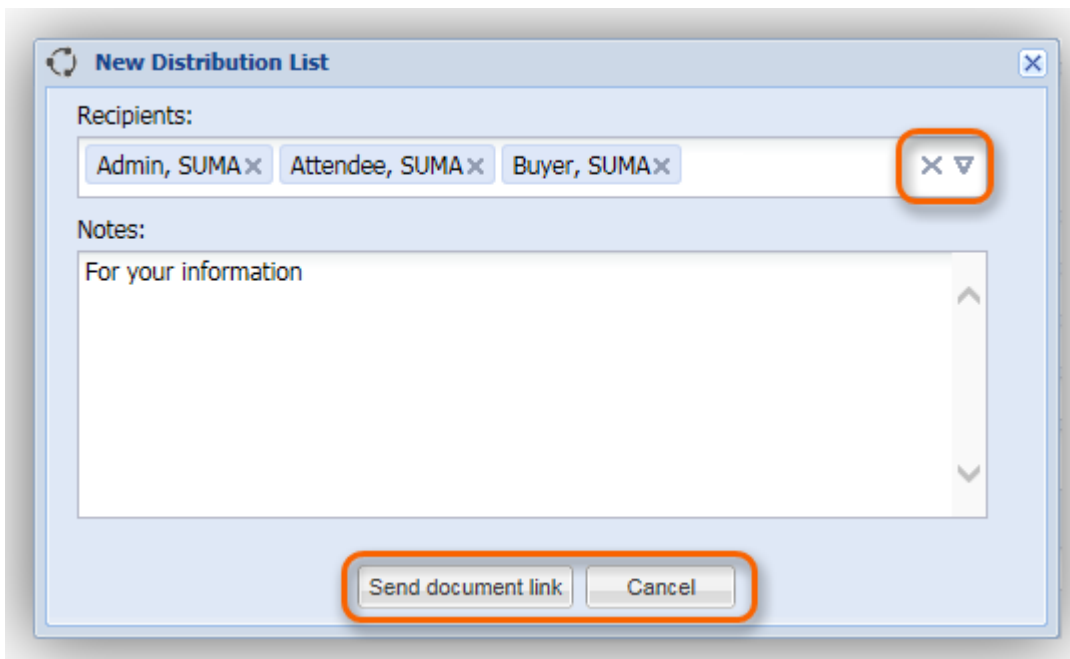 New Distribution List
Recipients:
Admin, SUMA Attendee, SUMA Buyer, SUMA
Notes:
For your information
Send document link Cancel